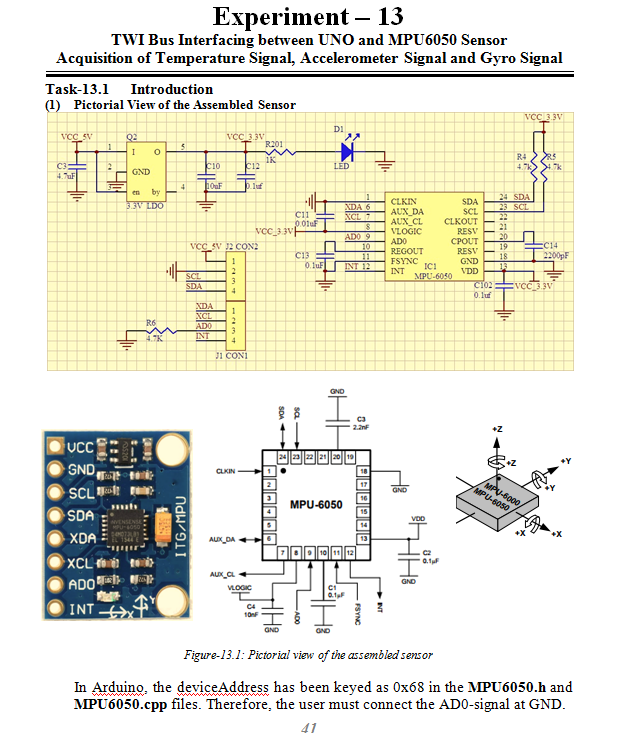 Experiment – 13
TWI Bus Interfacing between UNO and MPU6050 Sensor
Acquisition of Temperature Signal, Accelerometer Signal and Gyro Signal
Task-13.1 Introduction
(1) Pictorial View of the Assembled Sensor
VCC_5V
Q2
VCC_3.3V
D1
VCC_3.3V
1 I O 5
R201
1K
LED
C3
4.7uF
GND
C10
10uF
C12
0.1uf
3 en by 4
3.3V LDO
R4
4.7k
R5
4.7k
1 CLKIN SDA 24 SDA
XDA 6 AUX_DA SCL 23 SCL
XCL 7 AUX_CL CLKOUT 22
VCC_3.3V 8 VLOGIC RESV 21
AD0 9 AD0 CPOUT 20
10 REGOUT RESV 19
11 FSYNC GND 18
INT 12 INT VDD 13
IC1
MPU-6050
C11
0.01uF
C13
0.1uF
C14
2200pF
C102
0.1uf
VCC_3.3V
VCC_5V J2 CON2
1
2
SCL 3
SDA 4
XDA 1
XCL 2
AD0 3
INT 4
R6
4.7K
J1 CON1
VCC
GND
SCL
SDA
XDA
XCL
ADO
INT
X
Y
ITG/MPU
INVENSENSE
MPU-6050
GND
SDA
SCL
C3
2.2nF
24 23 22 21 20 19
CLKIN 1 18
2 17
3 16
4 15
5 14
AUX_DA 6 13
MPU-6050
7 8 9 10 11 12
GND
VDD
C2
0.1µF
GND
AUX_CL
VLOGIC
C4
10nF
GND
AD0
C1
0.1µF
GND
FSYNC
INT
+Z
+Z
+Y
+Y
MPU-6000
MPU-6050
+X
+X
Figure-13.1: Pictorial view of the assembled sensor
In Arduino, the deviceAddress has been keyed as 0x68 in the MPU6050.h and
MPU6050.cpp files. Therefore, the user must connect the AD0-signal at GND.
41